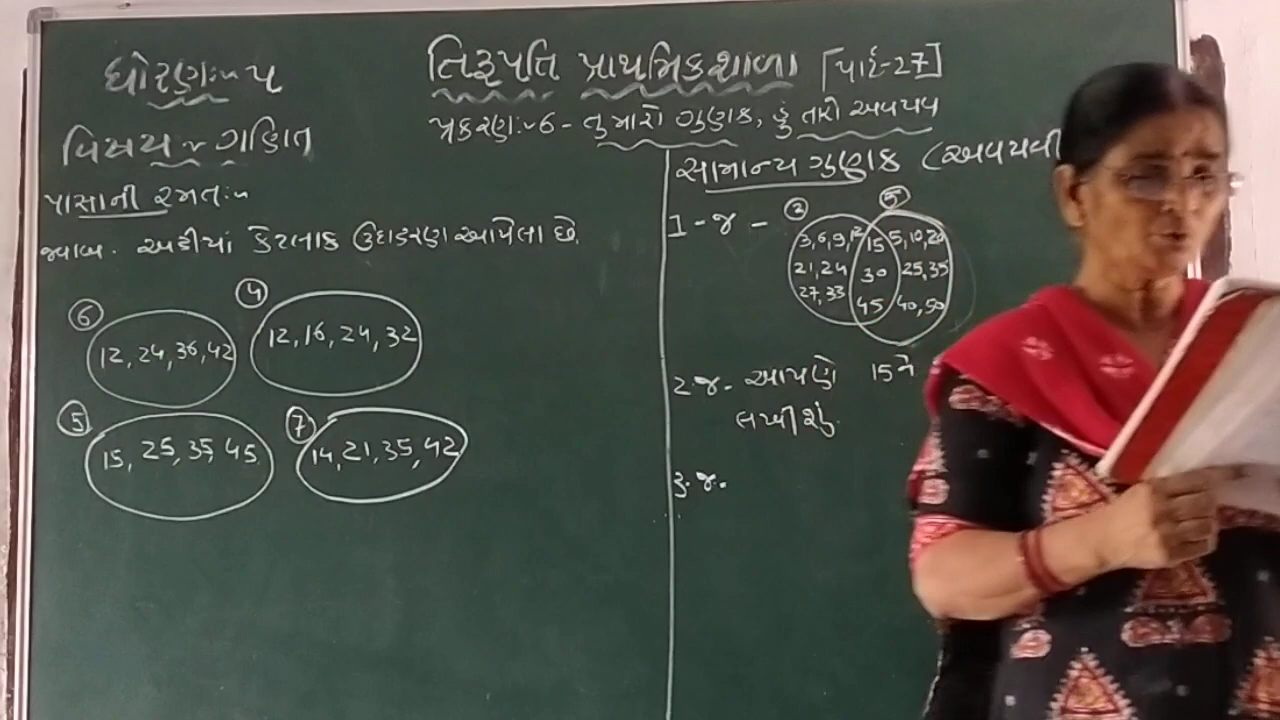 ધોરણઃ- ૫
તિરૂપતિ પ્રાથમિક શાળા [પાર્ટ-27]
વિષય :- ગણિત
પ્રકરણઃ- 6 - તુ મારો ગુણક, હું તારો અવયવ
પાસાની રમતઃ-
જવાબ. અહીયાં કેટલાક ઉદાહરણ આપેલા છે.
6
12, 24, 36, 42
4
12, 16, 24, 32
5
15, 25, 35, 45
7
14, 21, 35, 42
સામાન્ય ગુણક (અવયવી
1 - જ -
3
5
3, 6, 9, 12 15 5, 10, 20
21, 24 30 25, 35
27, 33 45 40, 50
2 જ. આપણે 15 ને
લખીશું.
3. જ.